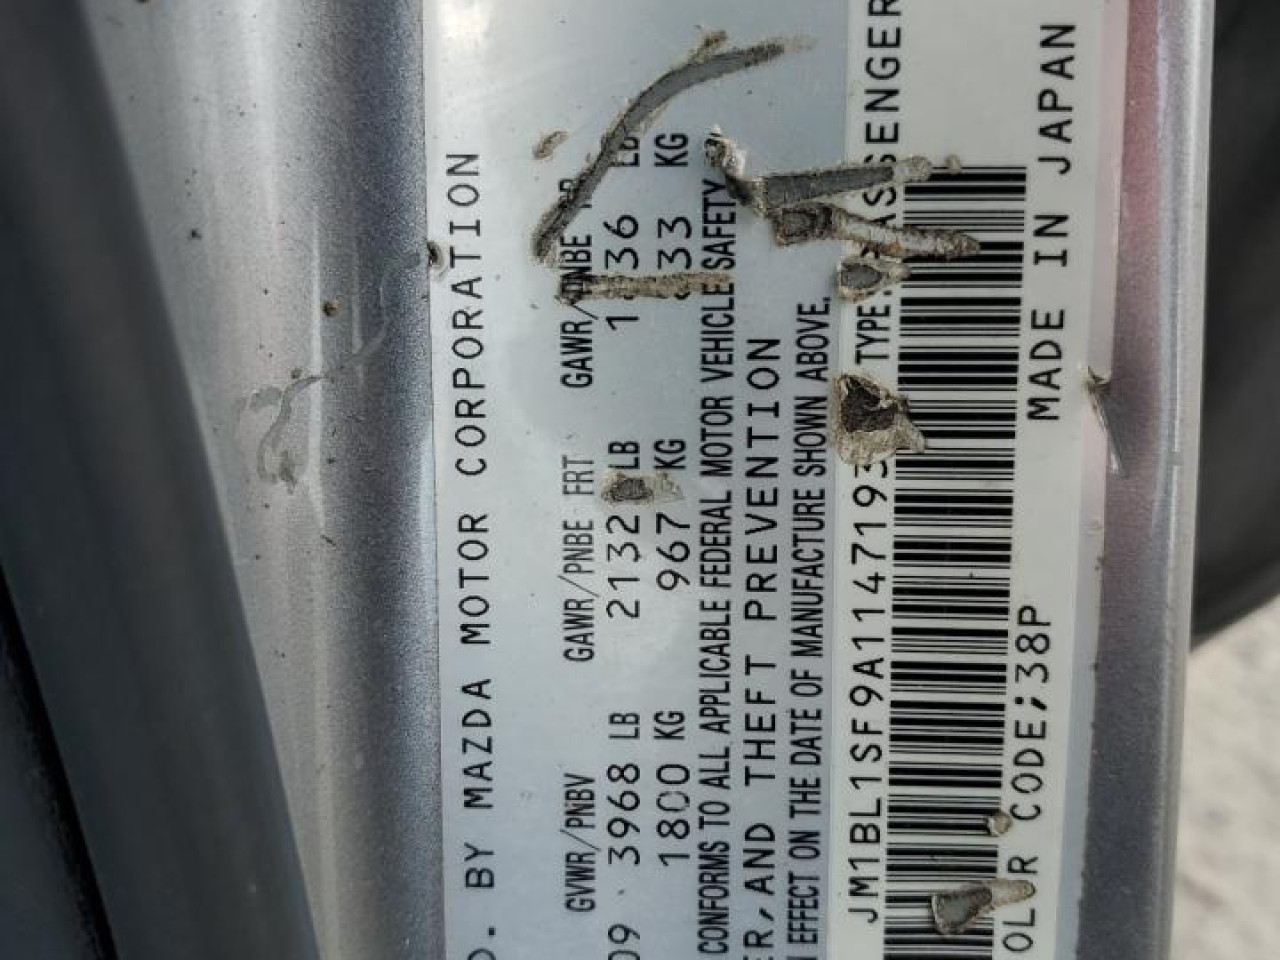 D. BY MAZDA MOTOR CORPORATION
GVWR/PNBV GAWR/PNBE FRT GAWR/PNBE
09 3968 LB 2132 LB 36 LB
1800 KG 967 KG 33 KG
CONFORMS TO ALL APPLICABLE FEDERAL MOTOR VEHICLE SAFETY
ER, AND THEFT PREVENTION
N EFFECT ON THE DATE OF MANUFACTURE SHOWN ABOVE.
JM1BL1SF9A1147193 TYPE: PASSENGER
OLOR CODE;38P MADE IN JAPAN